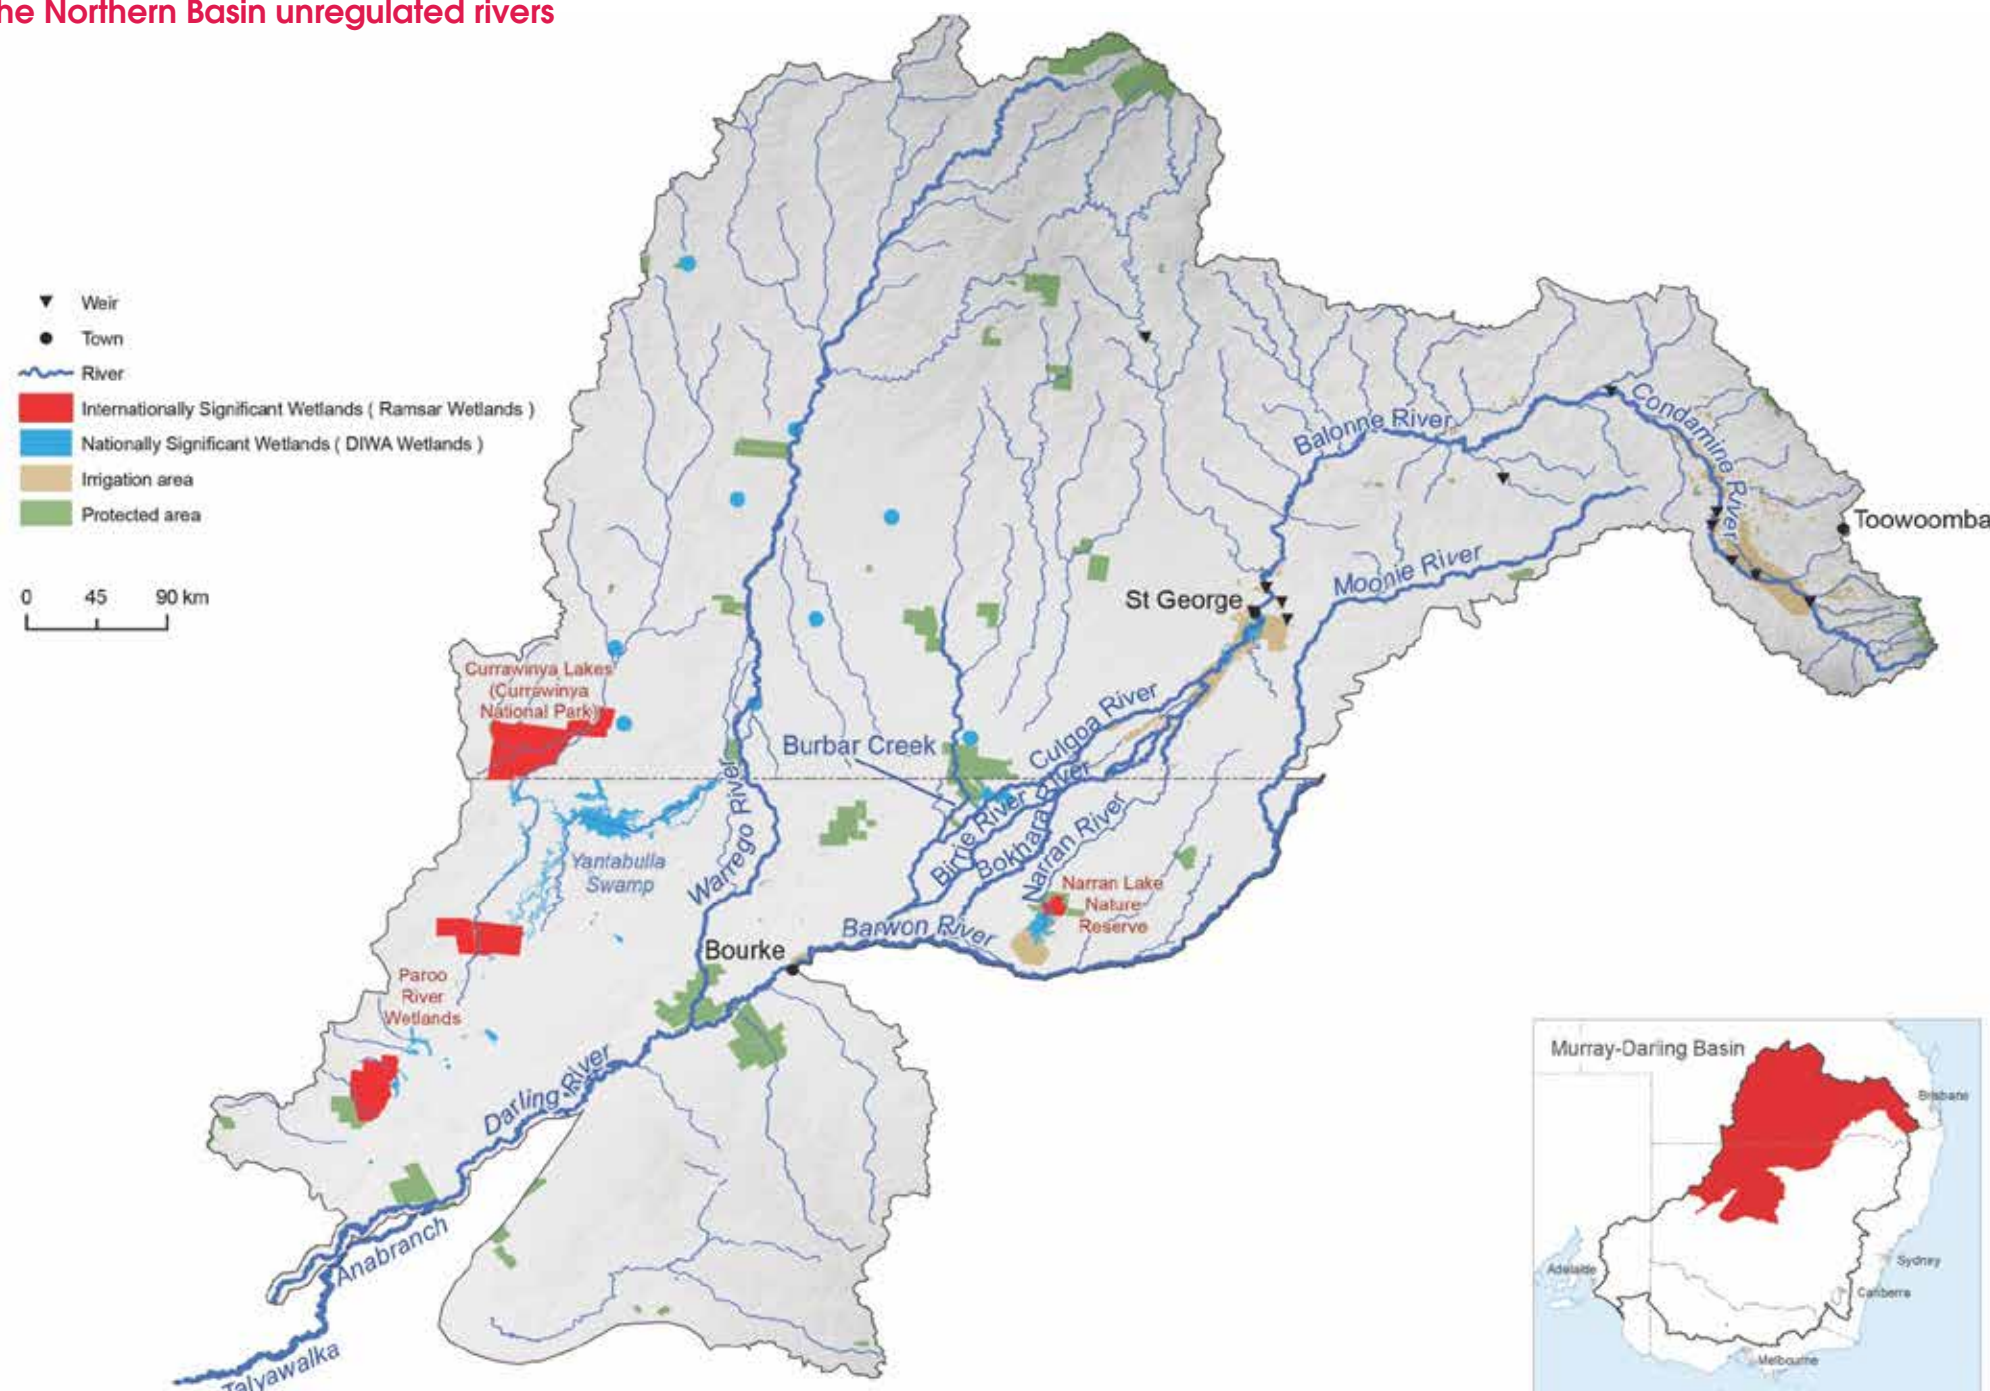 he Northern Basin unregulated rivers
Weir
Town
River
Internationally Significant Wetlands ( Ramsar Wetlands )
Nationally Significant Wetlands ( DIWA Wetlands )
Irrigation area
Protected area
0 45 90 km
Balonne River
Condamine River
Toowoomba
Moonie River
St George
Currawinya Lakes
(Currawinya
National Park)
Culgoa River
Burbar Creek
Birrie River
Bokhara River
Narran River
Warrego River
Yantabulla
Swamp
Narran Lake
Nature
Reserve
Barwon River
Bourke
Paroo
River
Wetlands
Darling River
Anabranch
Talyawalka
Murray-Darling Basin
Brisbane
Sydney
Adelaide
Canberra
Melbourne